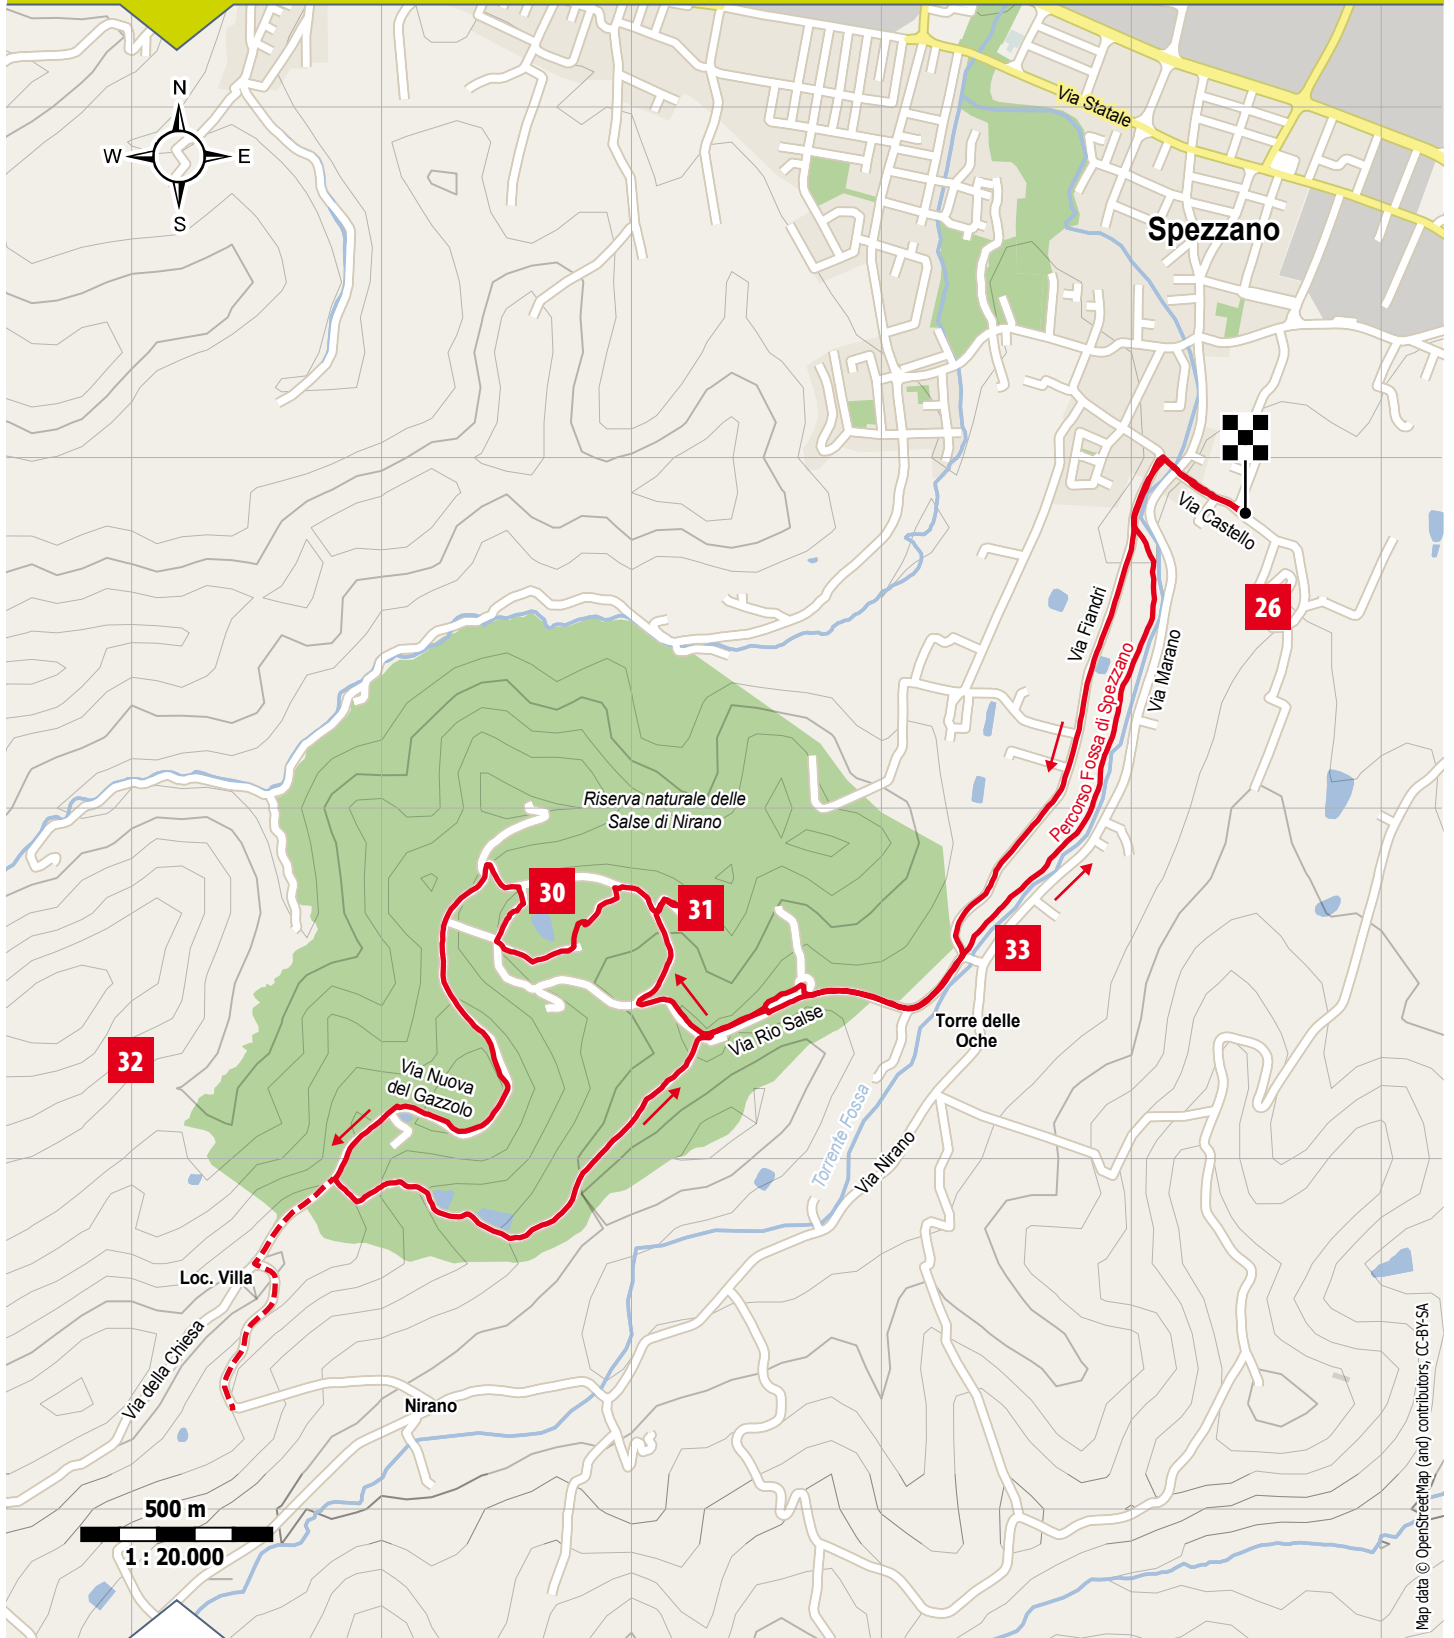 N
W
E
S
Via Statale
Spezzano
Via Castello
26
Via Fiandri
Percorso Fossa di Spezzano
Via Marano
Riserva naturale delle
Salse di Nirano
30
31
33
Torre delle
Oche
Via Rio Salse
32
Via Nuova
del Gazzolo
Torrente Fossa
Via Nirano
Loc. Villa
Via della Chiesa
Nirano
500 m
1 : 20.000
Map data © OpenStreetMap (and) contributors, CC-BY-SA